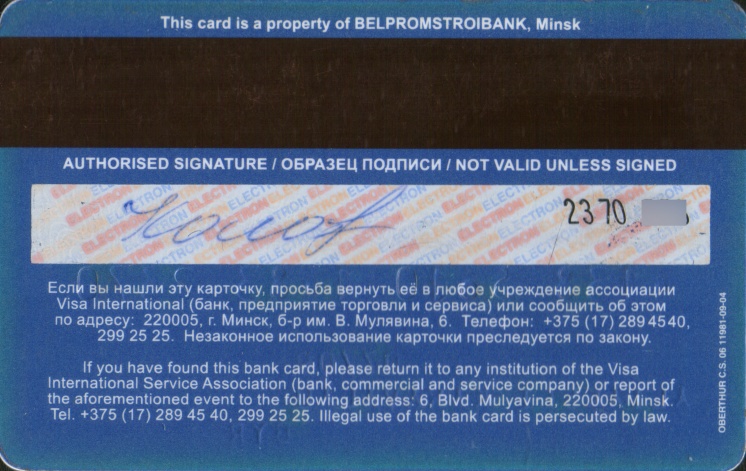 This card is a property of BELPROMSTROIBANK, Minsk
AUTHORISED SIGNATURE / ОБРАЗЕЦ ПОДПИСИ / NOT VALID UNLESS SIGNED
ELECTRON ELECTRON ELECTRON ELECTRON
2370
Если вы нашли эту карточку, просьба вернуть её в любое учреждение ассоциации
Visa International (банк, предприятие торговли и сервиса) или сообщить об этом
по адресу: 220005, г. Минск, б-р им. В. Мулявина, 6. Телефон: +375 (17) 289 45 40,
299 25 25. Незаконное использование карточки преследуется по закону.
If you have found this bank card, please return it to any institution of the Visa
International Service Association (bank, commercial and service company) or report of
the aforementioned event to the following address: 6, Blvd. Mulyavina, 220005, Minsk.
Tel. +375 (17) 289 45 40, 299 25 25. Illegal use of the bank card is persecuted by law.
OBERTHUR C.S. 06 11981-09-04